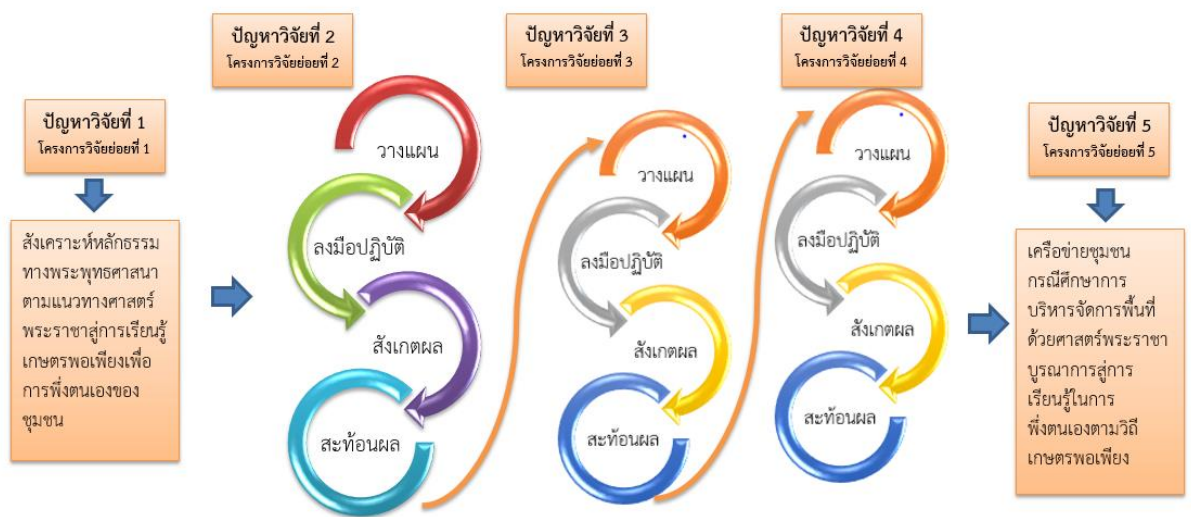 ปัญหาวิจัยที่ 1
โครงการวิจัยย่อยที่ 1
สังเคราะห์หลักธรรม
ทางพระพุทธศาสนา
ตามแนวทางศาสตร์
พระราชาสู่การเรียนรู้
เกษตรพอเพียงเพื่อ
การพึ่งตนเองของ
ชุมชน
ปัญหาวิจัยที่ 2
โครงการวิจัยย่อยที่ 2
วางแผน
ลงมือปฏิบัติ
สังเกตผล
สะท้อนผล
ปัญหาวิจัยที่ 3
โครงการวิจัยย่อยที่ 3
วางแผน
ลงมือปฏิบัติ
สังเกตผล
สะท้อนผล
ปัญหาวิจัยที่ 4
โครงการวิจัยย่อยที่ 4
วางแผน
ลงมือปฏิบัติ
สังเกตผล
สะท้อนผล
ปัญหาวิจัยที่ 5
โครงการวิจัยย่อยที่ 5
เครือข่ายชุมชน
กรณีศึกษาการ
บริหารจัดการพื้นที่
ด้วยศาสตร์พระราชา
บูรณาการสู่การ
เรียนรู้ในการ
พึ่งตนเองตามวิถี
เกษตรพอเพียง